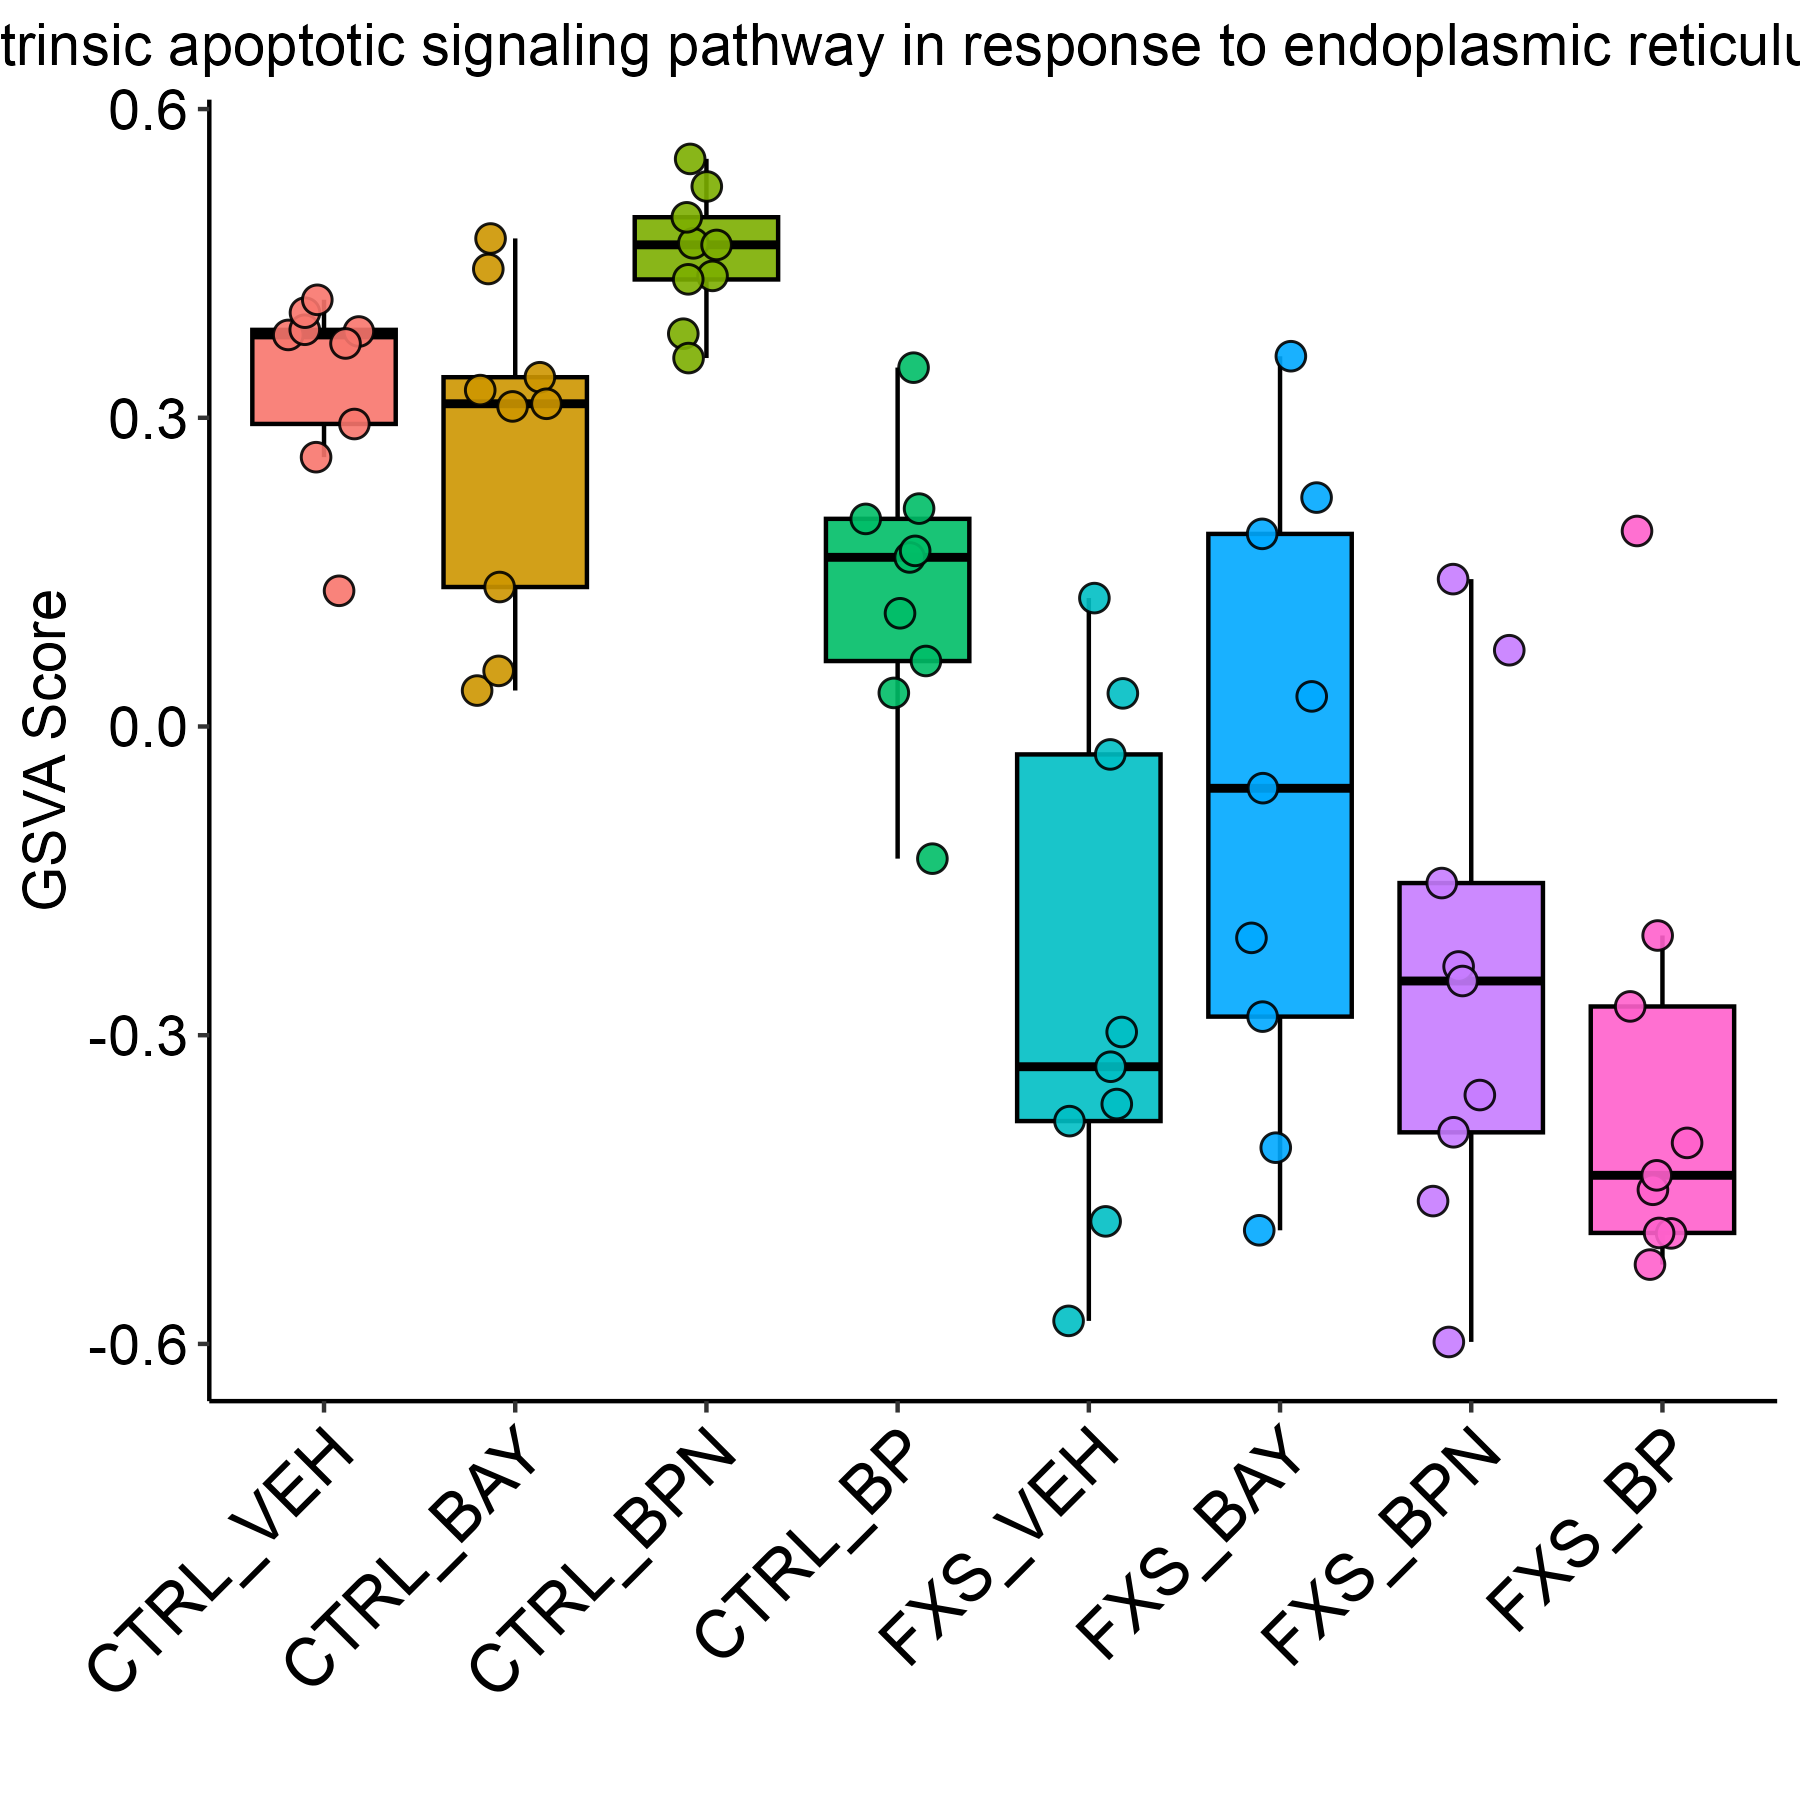 trinsic apoptotic signaling pathway in response to endoplasmic reticulu
0.6
0.3
0.0
-0.3
-0.6
GSVA Score
CTRL_VEH
CTRL_BAY
CTRL_BPN
CTRL_BP
FXS_VEH
FXS_BAY
FXS_BPN
FXS_BP